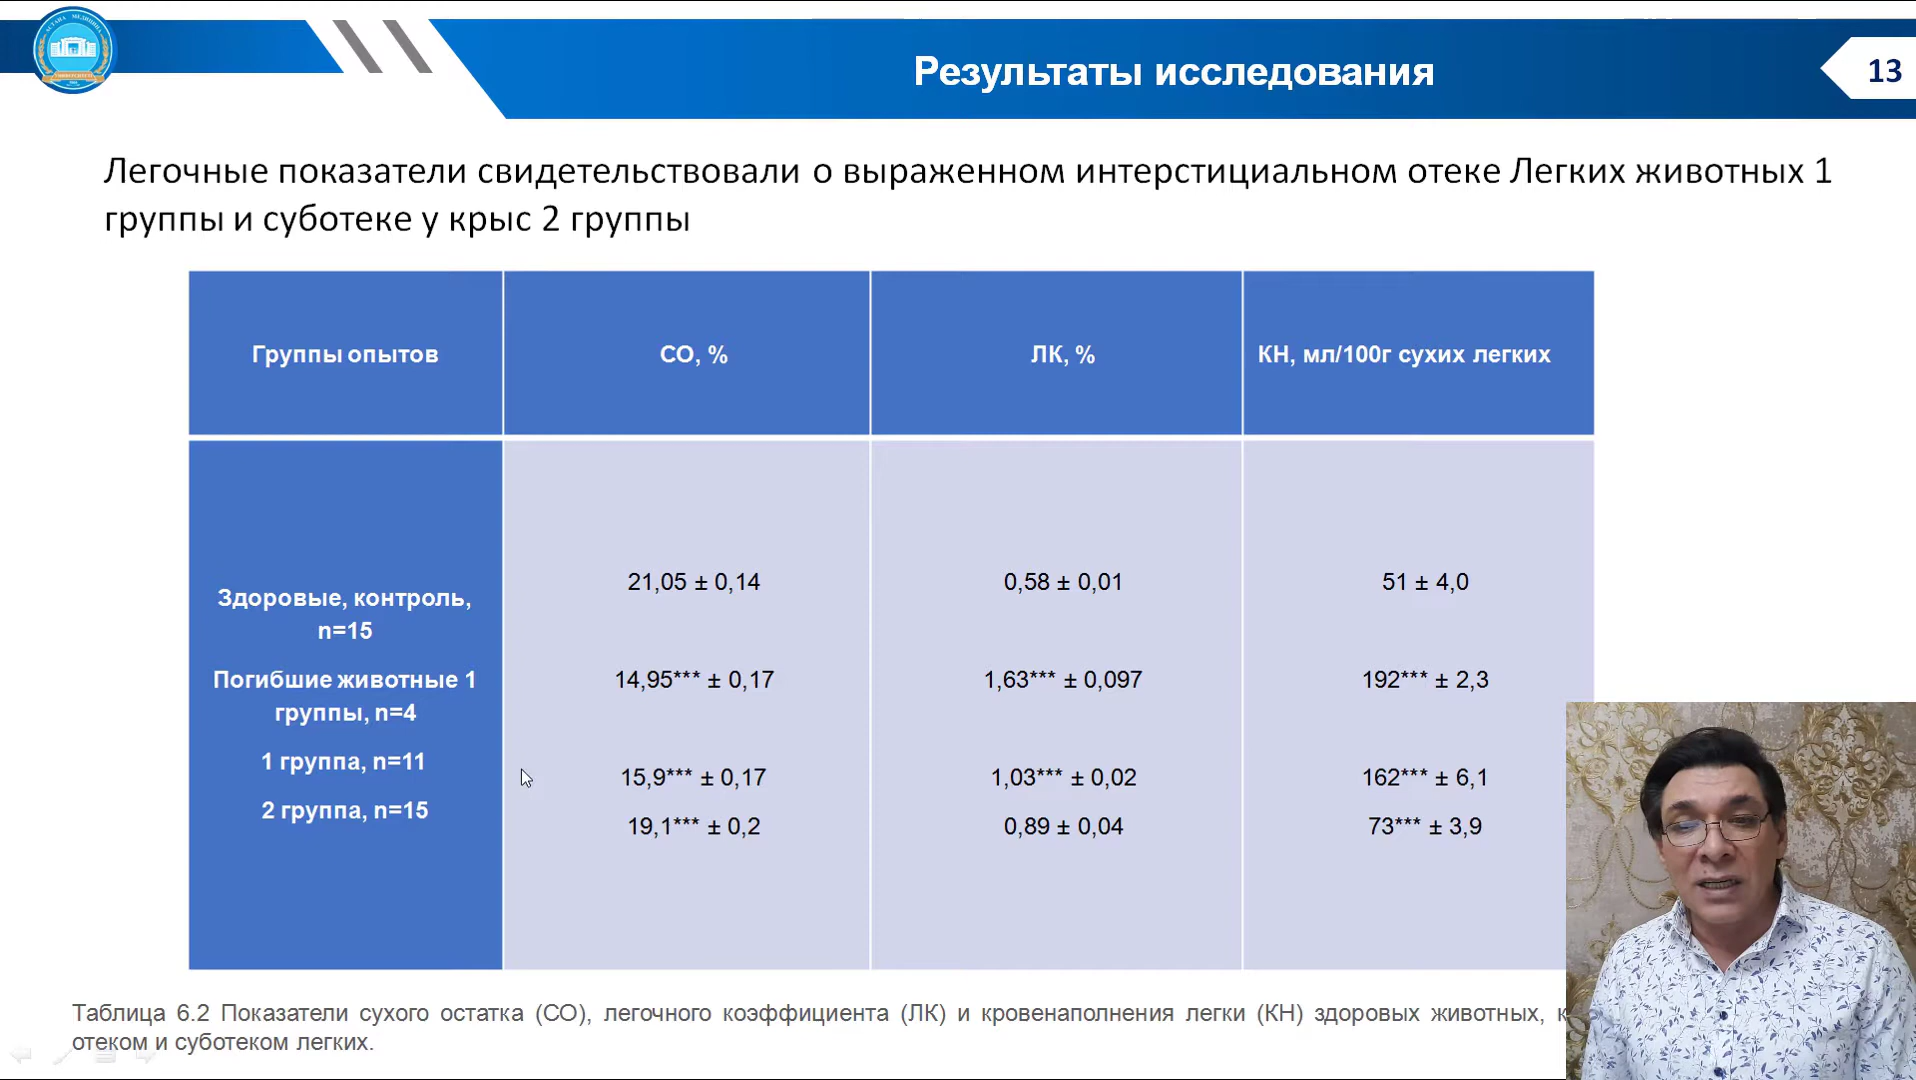 Результаты исследования
13
Легочные показатели свидетельствовали о выраженном интерстициальном отеке Легких животных 1
группы и суботеке у крыс 2 группы
Группы опытов
СО, %
ЛК, %
КН, мл/100г сухих легких
Здоровые, контроль,
n=15
21,05 ± 0,14
0,58 ± 0,01
51 ± 4,0
Погибшие животные 1
группы, n=4
14,95*** ± 0,17
1,63*** ± 0,097
192*** ± 2,3
1 группа, n=11
15,9*** ± 0,17
1,03*** ± 0,02
162*** ± 6,1
2 группа, n=15
19,1*** ± 0,2
0,89 ± 0,04
73*** ± 3,9
Таблица 6.2 Показатели сухого остатка (СО), легочного коэффициента (ЛК) и кровенаполнения легки (КН) здоровых животных,
отеком и суботеком легких.